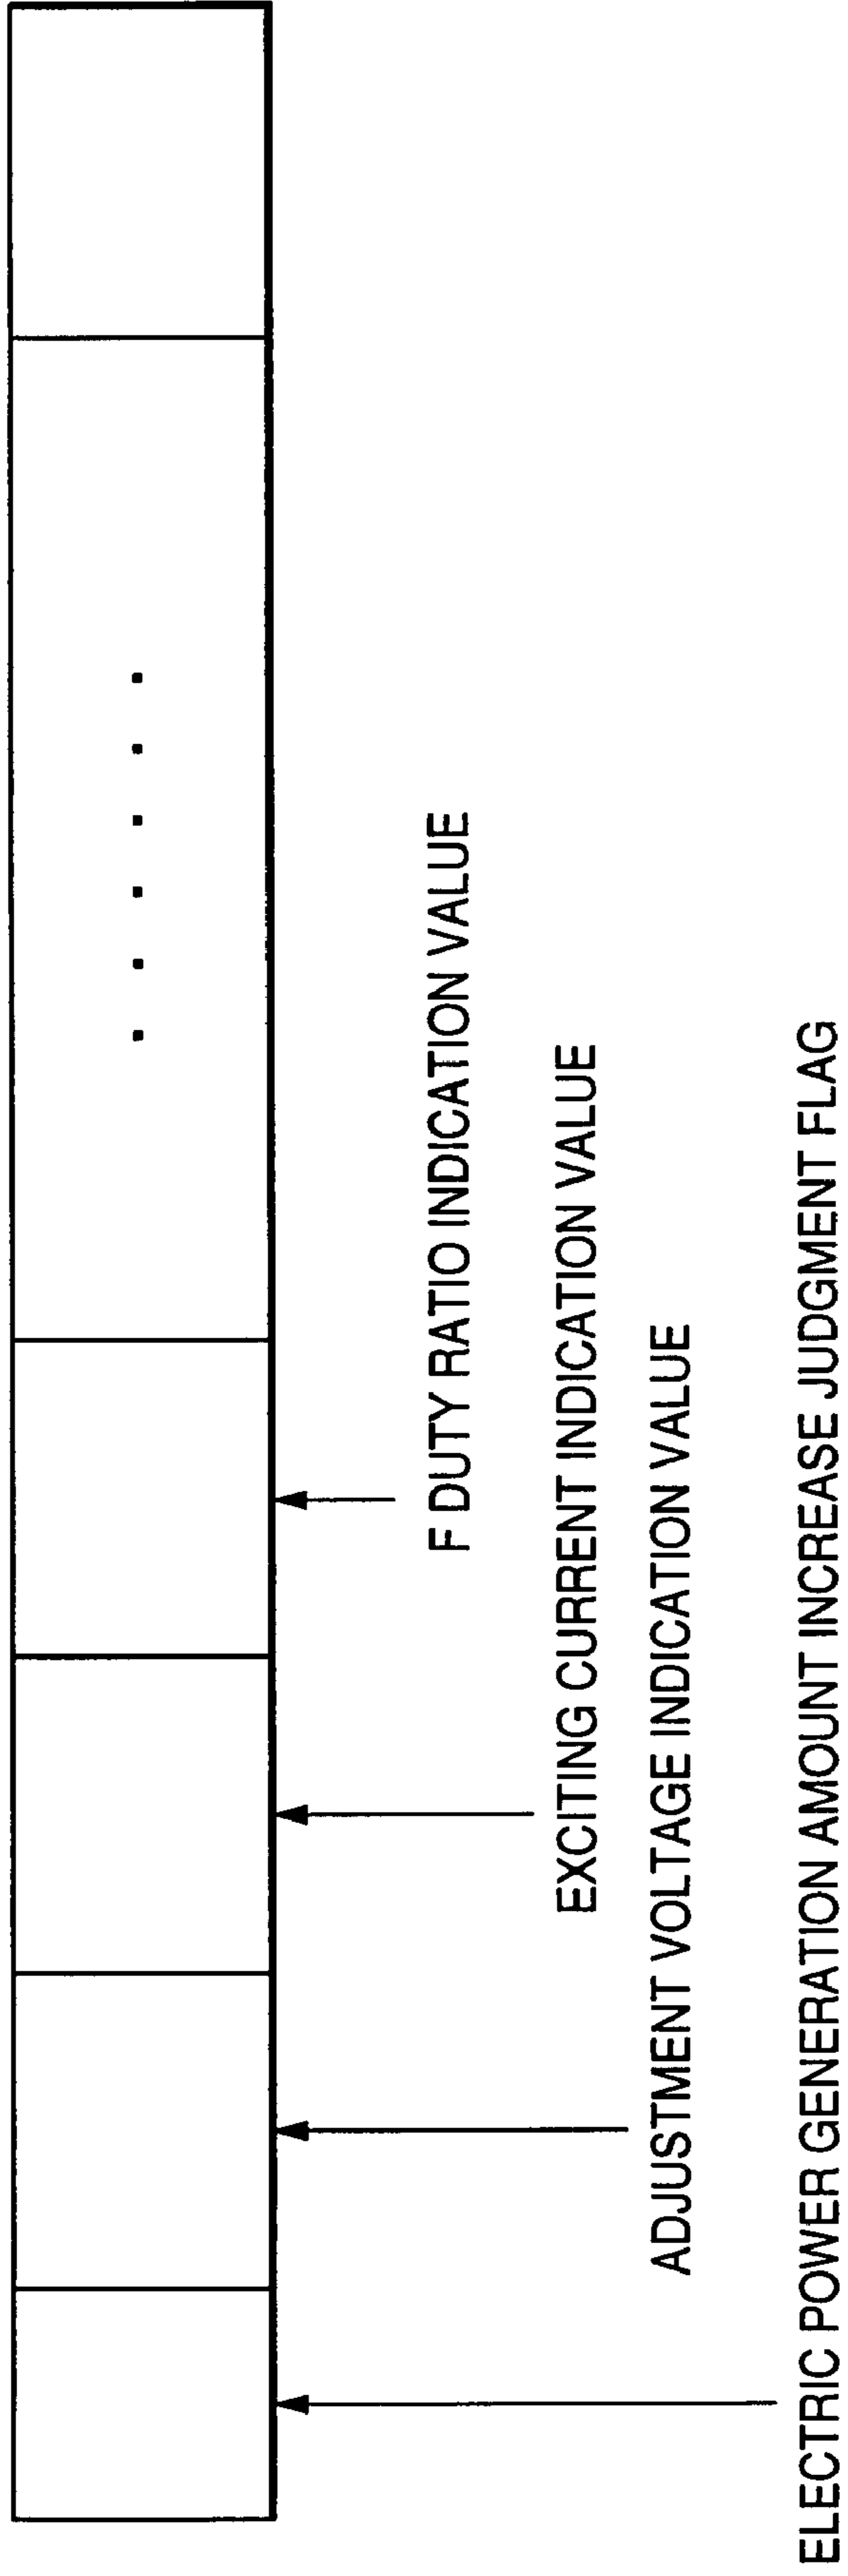 F DUTY RATIO INDICATION VALUE
EXCITING CURRENT INDICATION VALUE
ADJUSTMENT VOLTAGE INDICATION VALUE
ELECTRIC POWER GENERATION AMOUNT INCREASE JUDGMENT FLAG